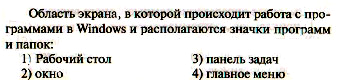 Область экрана, в которой происходит работа с про-
граммами в Windows и располагаются значки программ
и папок:
1) Рабочий стол 3) панель задач
2) окно 4) главное меню